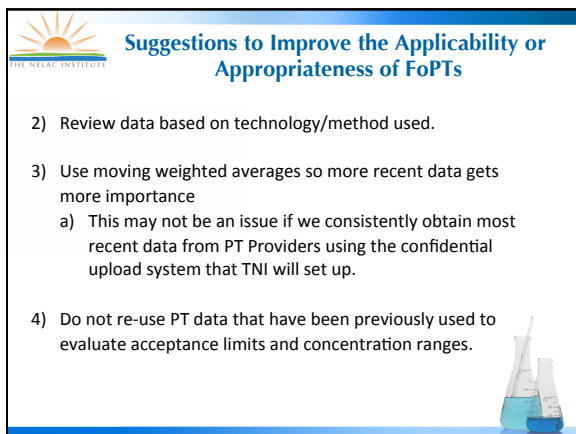 THE NELAC INSTITUTE
Suggestions to Improve the Applicability or
Appropriateness of FoPTs
2) Review data based on technology/method used.
3) Use moving weighted averages so more recent data gets
more importance
a) This may not be an issue if we consistently obtain most
recent data from PT Providers using the confidential
upload system that TNI will set up.
4) Do not re-use PT data that have been previously used to
evaluate acceptance limits and concentration ranges.